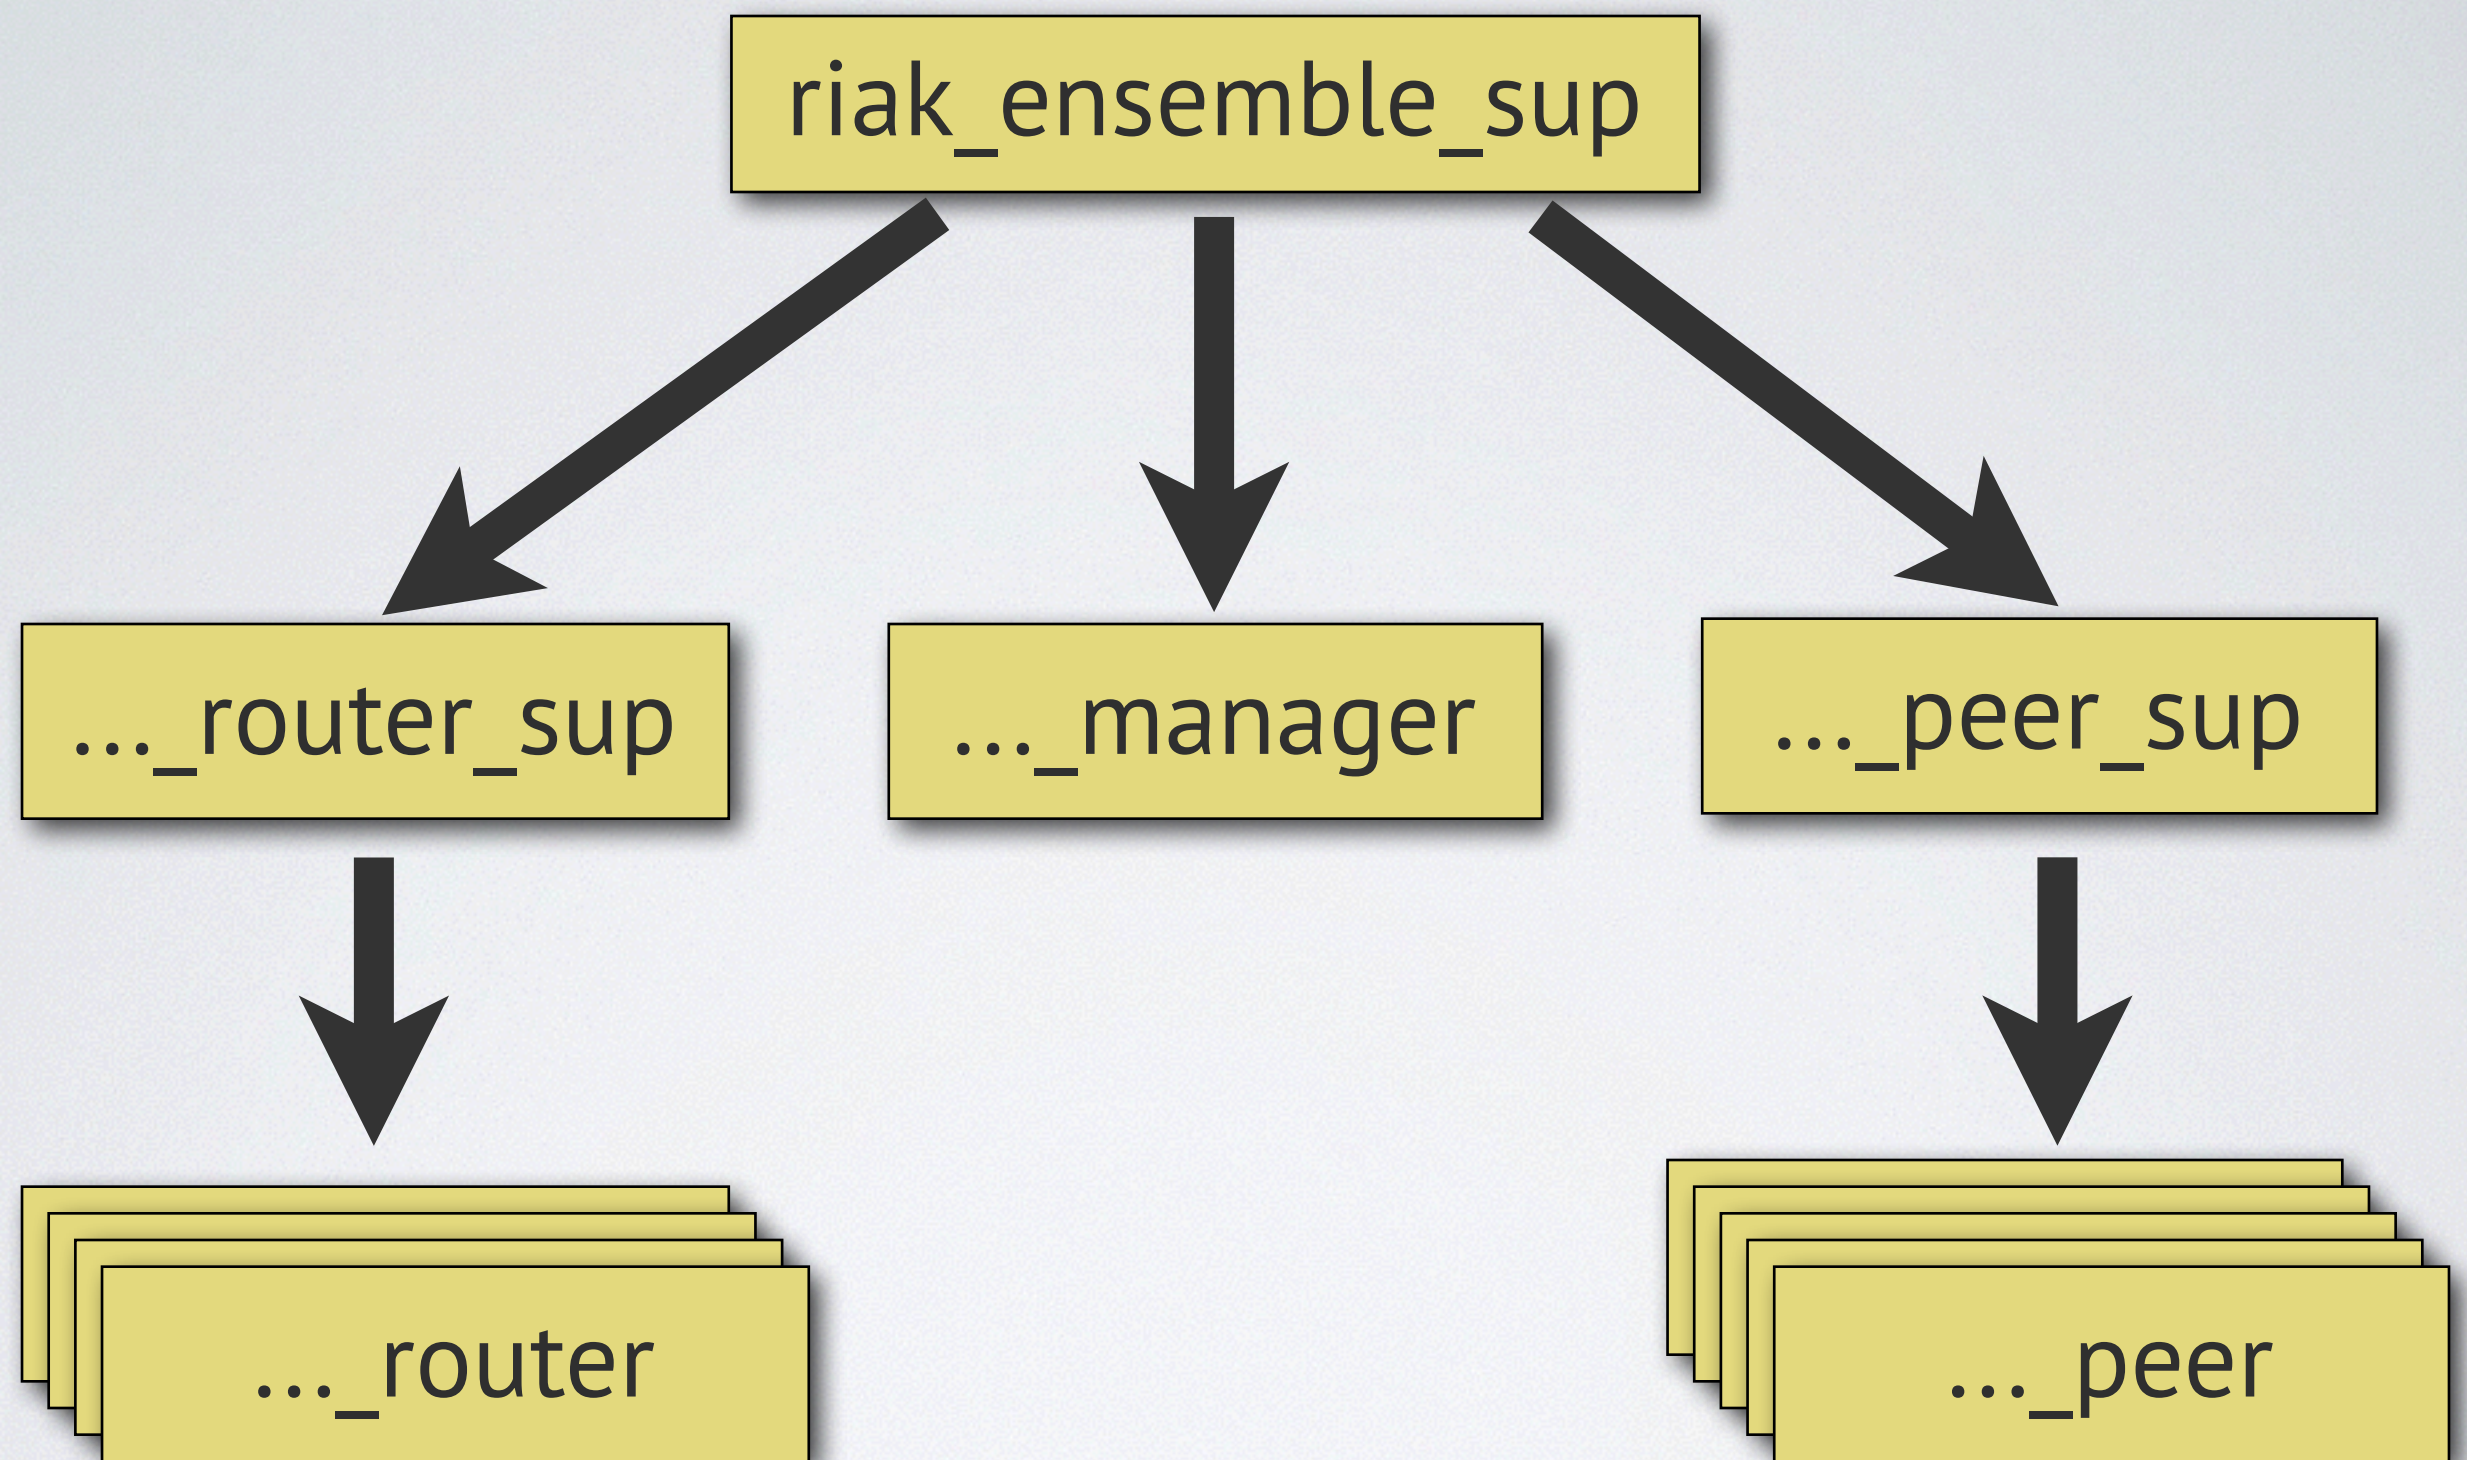 riak_ensemble_sup
..._router_sup
..._manager
..._peer_sup
..._router
..._peer